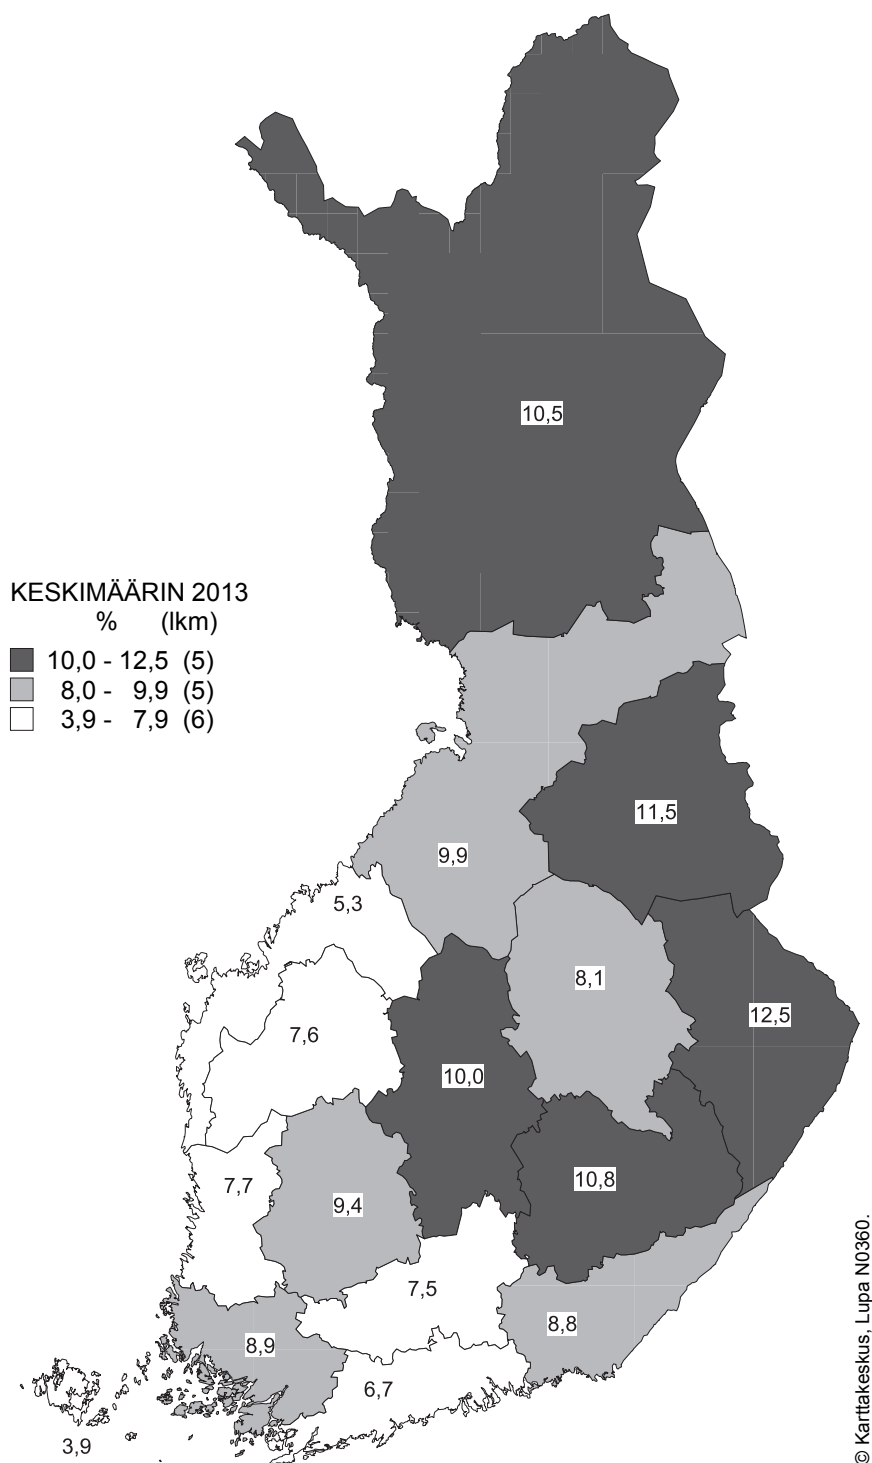 10,5
KESKIMÄÄRIN 2013
% (lkm)
10,0 - 12,5 (5)
8,0 - 9,9 (5)
3,9 - 7,9 (6)
11,5
9,9
5,3
8,1
12,5
7,6
10,0
10,8
7,7
9,4
7,5
8,8
8,9
6,7
3,9
© Karttakeskus, Lupa N0360.